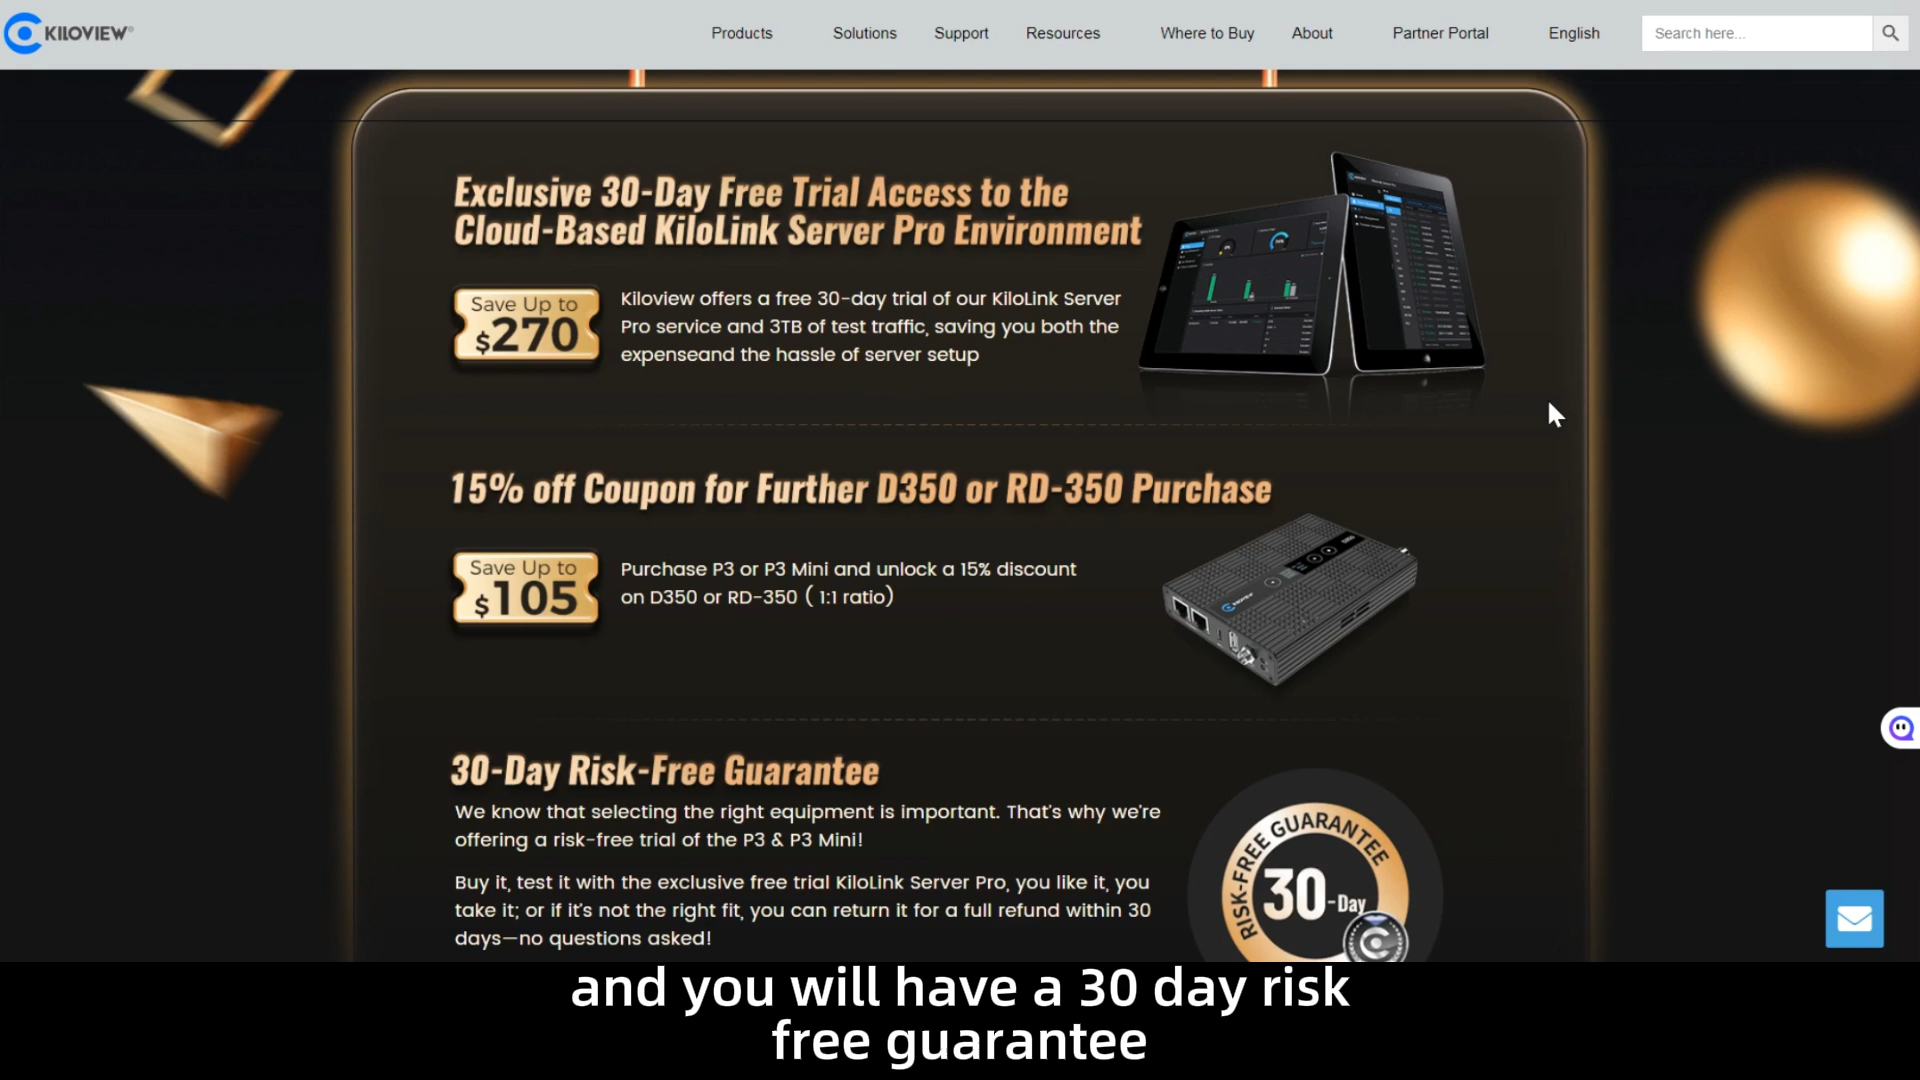 KILOVIEW
Products
Solutions
Support
Resources
Where to Buy
About
Partner Portal
English
Search here...
Exclusive 30-Day Free Trial Access to the
Cloud-Based KiloLink Server Pro Environment
Save Up to
$270
Kiloview offers a free 30-day trial of our KiloLink Server
Pro service and 3TB of test traffic, saving you both the
expenseand the hassle of server setup
15% off Coupon for Further D350 or RD-350 Purchase
Save Up to
$105
Purchase P3 or P3 Mini and unlock a 15% discount
on D350 or RD-350 ( 1:1 ratio)
30-Day Risk-Free Guarantee
We know that selecting the right equipment is important. That's why we're
offering a risk-free trial of the P3 & P3 Mini!
Buy it, test it with the exclusive free trial KiloLink Server Pro, you like it, you
take it; or if it's not the right fit, you can return it for a full refund within 30
days—no questions asked!
RISK-FREE GUARANTEE
30-Day
and you will have a 30 day risk
free guarantee